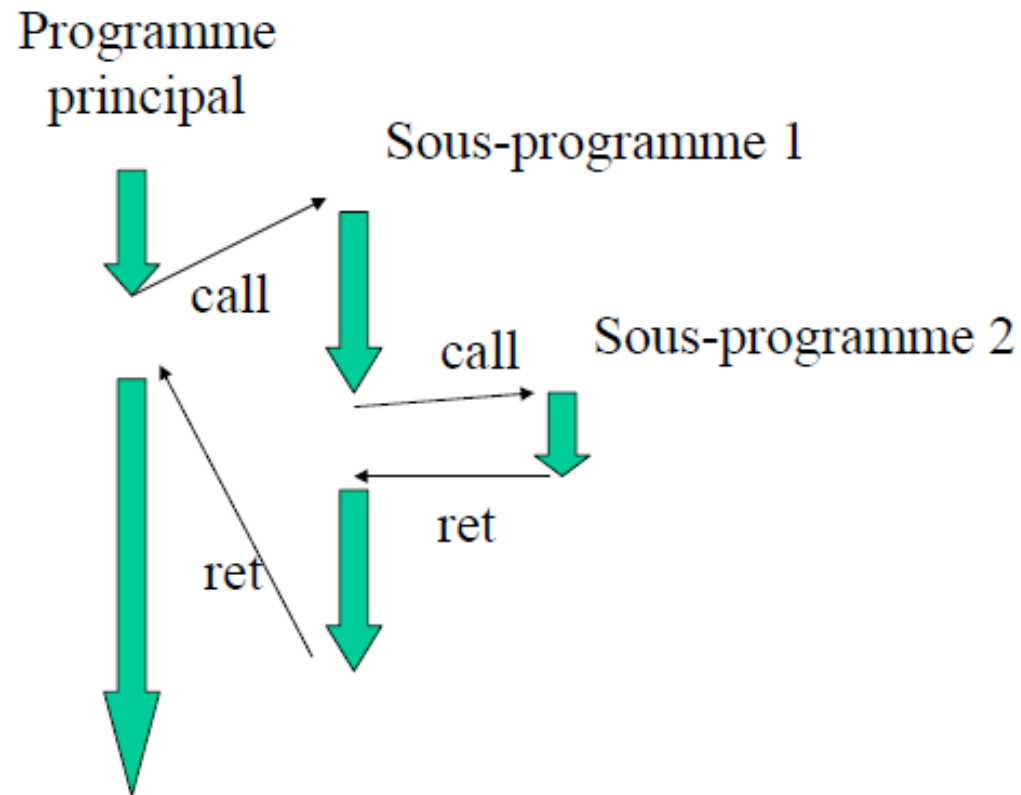 Programme
principal
Sous-programme 1
call
call
Sous-programme 2
ret
ret